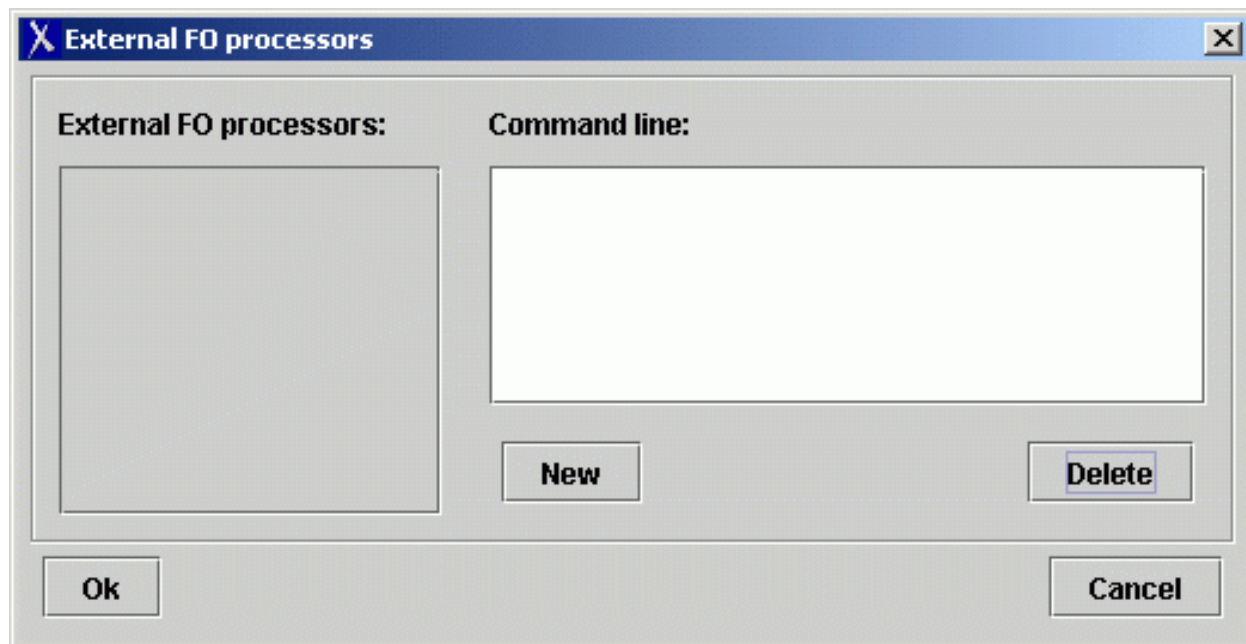 External FO processors
External FO processors:
Command line:
New
Delete
Ok
Cancel